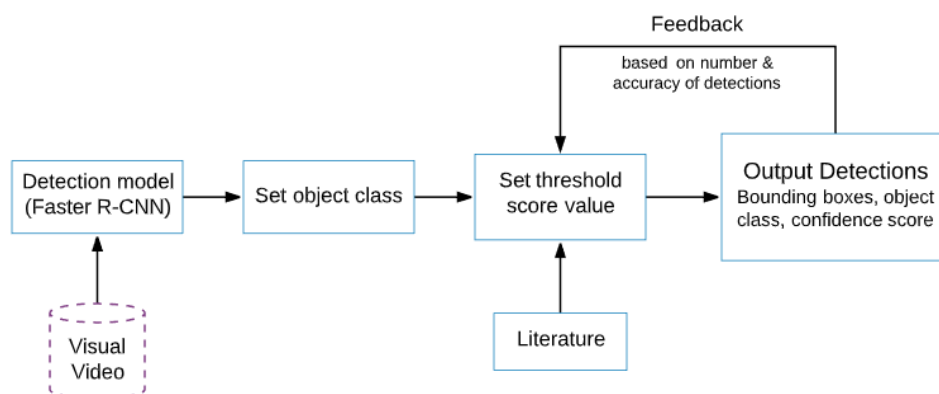 Feedback
based on number &
accuracy of detections
Detection model
(Faster R-CNN)
Set object class
Set threshold
score value
Output Detections
Bounding boxes, object
class, confidence score
Visual
Video
Literature